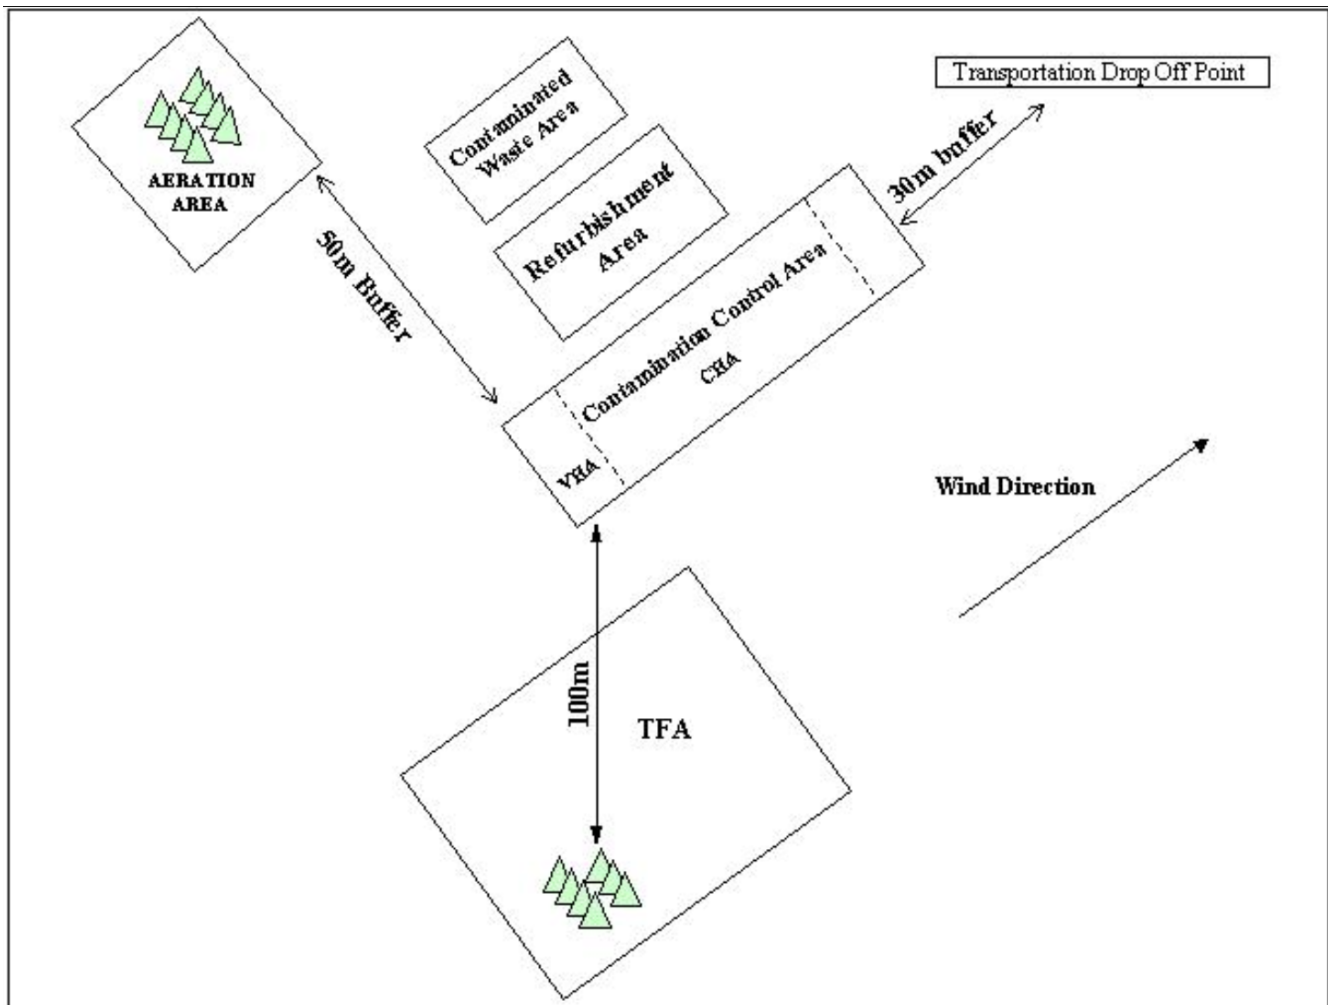 Transportation Drop Off Point
Contaminated
Waste Area
AERATION
AREA
30m buffer
Refurbishment
Area
50m Buffer
Contamination Control Area
CHA
VHA
Wind Direction
100m
TFA